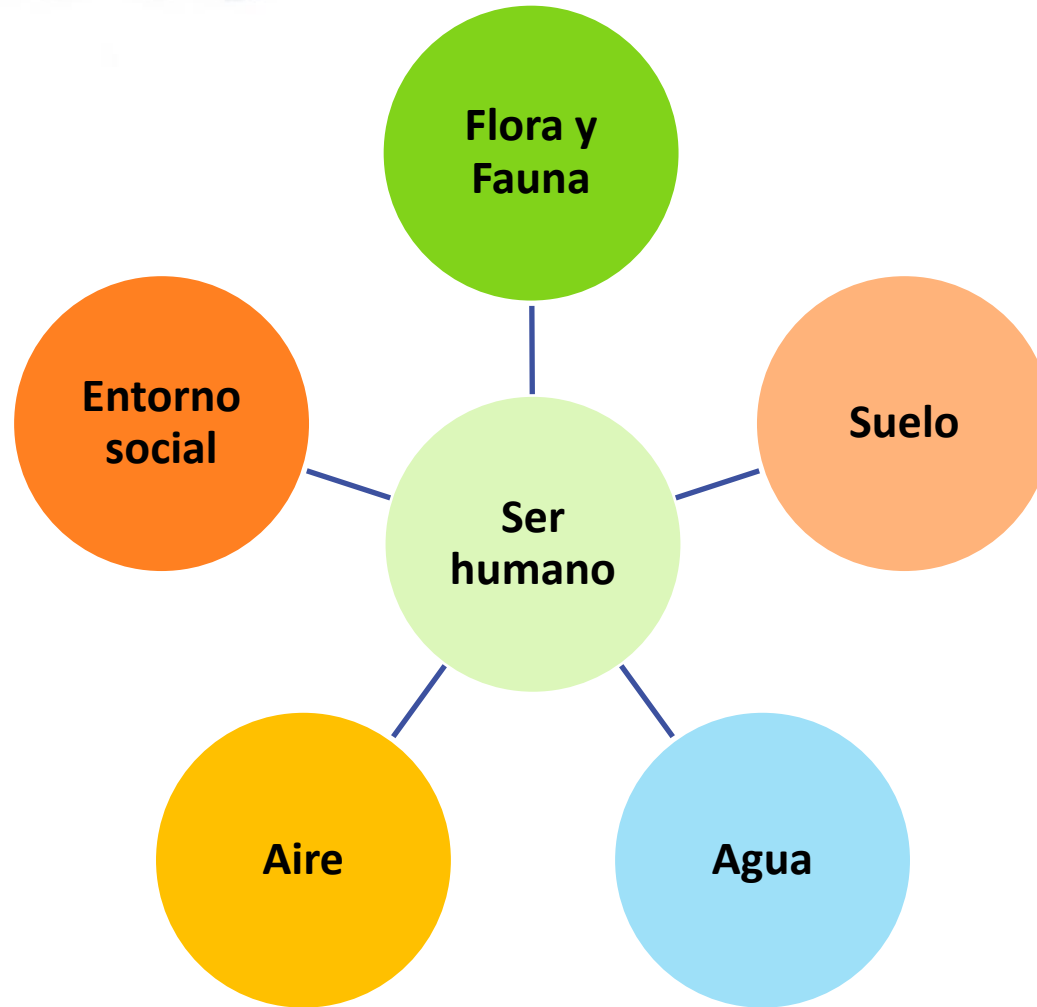 Flora y
Fauna
Entorno
social
Suelo
Ser
humano
Aire
Agua